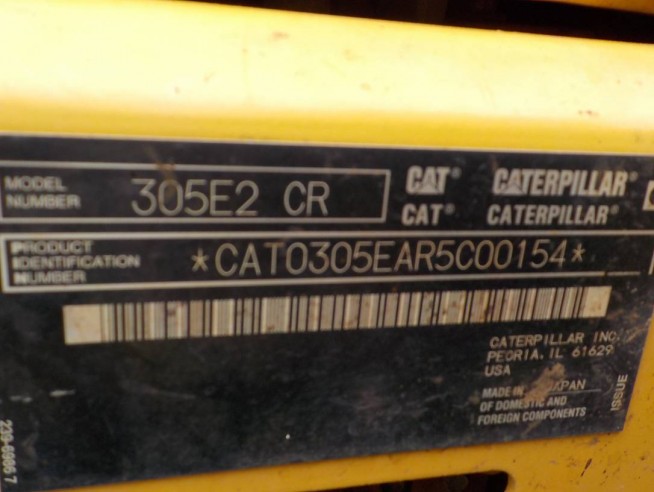 MODEL NUMBER 305E2 CR
CAT® CATERPILLAR®
CAT® CATERPILLAR®
PRODUCT IDENTIFICATION NUMBER *CAT0305EAR5C00154*
CATERPILLAR INC.
PEORIA, IL 61629
USA
MADE IN JAPAN
OF DOMESTIC AND
FOREIGN COMPONENTS
ISSUE